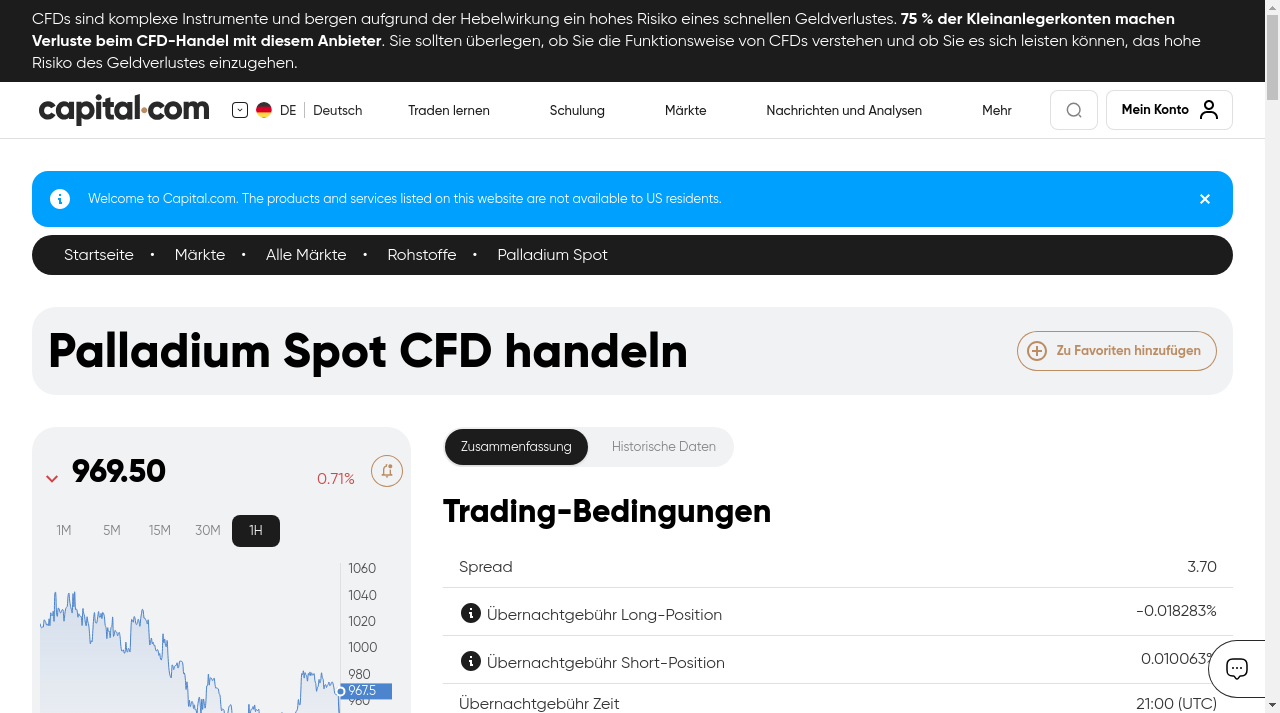 CFDs sind komplexe Instrumente und bergen aufgrund der Hebelwirkung ein hohes Risiko eines schnellen Geldverlustes. 75 % der Kleinanlegerkonten machen
Verluste beim CFD-Handel mit diesem Anbieter. Sie sollten überlegen, ob Sie die Funktionsweise von CFDs verstehen und ob Sie es sich leisten können, das hohe
Risiko des Geldverlustes einzugehen.
capital.com DE Deutsch Traden lernen Schulung Märkte Nachrichten und Analysen Mehr Mein Konto
Welcome to Capital.com. The products and services listed on this website are not available to US residents.
Startseite • Märkte • Alle Märkte • Rohstoffe • Palladium Spot
Palladium Spot CFD handeln
Zu Favoriten hinzufügen
969.50
0.71%
1M 5M 15M 30M 1H
1060
1040
1020
1000
980
967.5
960
Zusammenfassung Historische Daten
Trading-Bedingungen
Spread 3.70
Übernachtgebühr Long-Position -0.018283%
Übernachtgebühr Short-Position 0.010063%
Übernachtgebühr Zeit 21:00 (UTC)